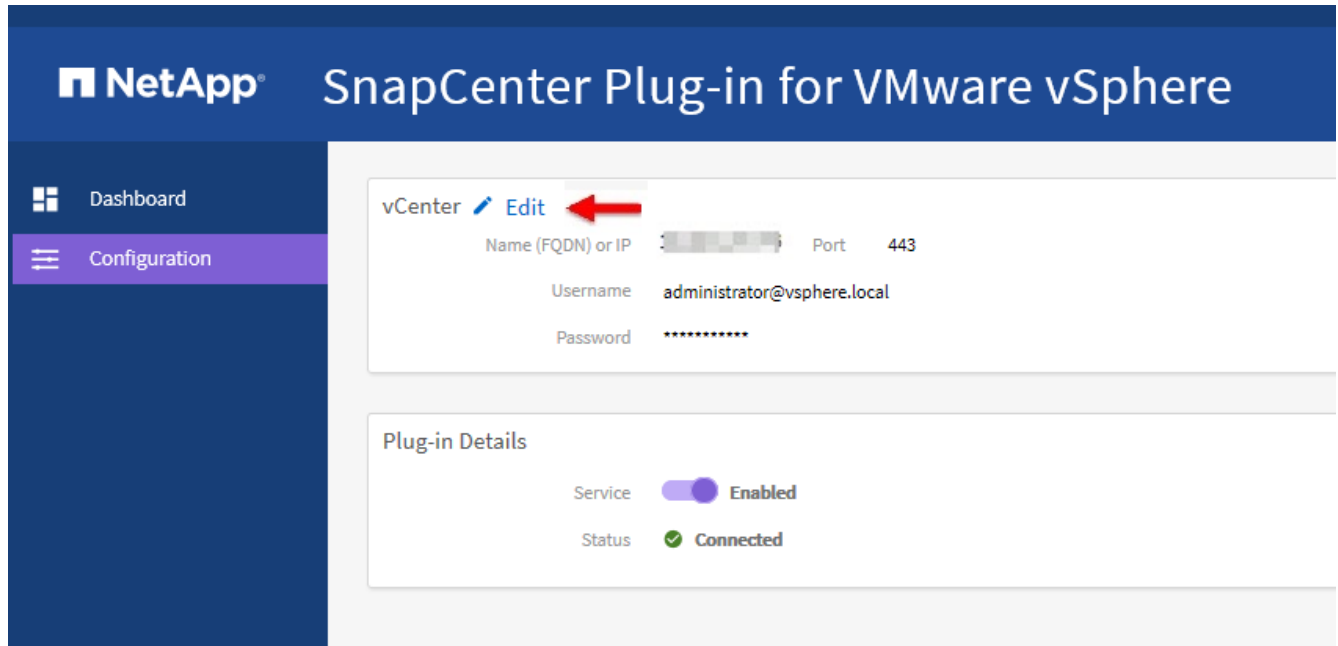 NetApp® SnapCenter Plug-in for VMware vSphere
Dashboard
Configuration
vCenter Edit
Name (FQDN) or IP Port 443
Username administrator@vsphere.local
Password ***********
Plug-in Details
Service Enabled
Status Connected